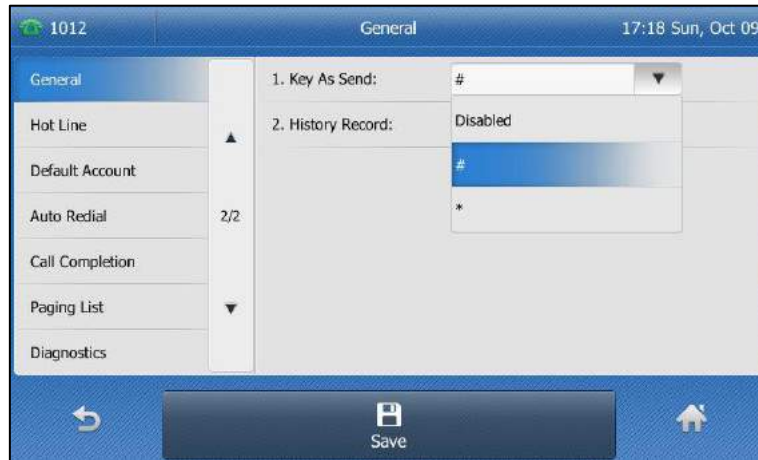 1012 General 17:18 Sun, Oct 09
General
Hot Line
Default Account
Auto Redial
Call Completion
Paging List
Diagnostics
2/2
1. Key As Send: #
2. History Record:
Disabled
#
*
Save